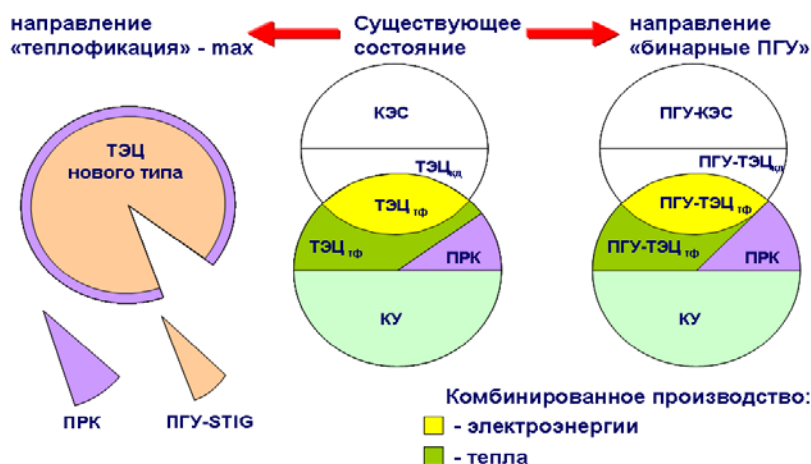 направление
«теплофикация» - max
Существующее
состояние
направление
«бинарные ПГУ»
ТЭЦ
нового типа
ПРК
ПГУ-STIG
КЭС
ТЭЦкд
ТЭЦтф
ТЭЦтф
ПРК
КУ
ПГУ-КЭС
ПГУ-ТЭЦкд
ПГУ-ТЭЦтф
ПГУ-ТЭЦтф
ПРК
КУ
Комбинированное производство:
- электроэнергии
- тепла